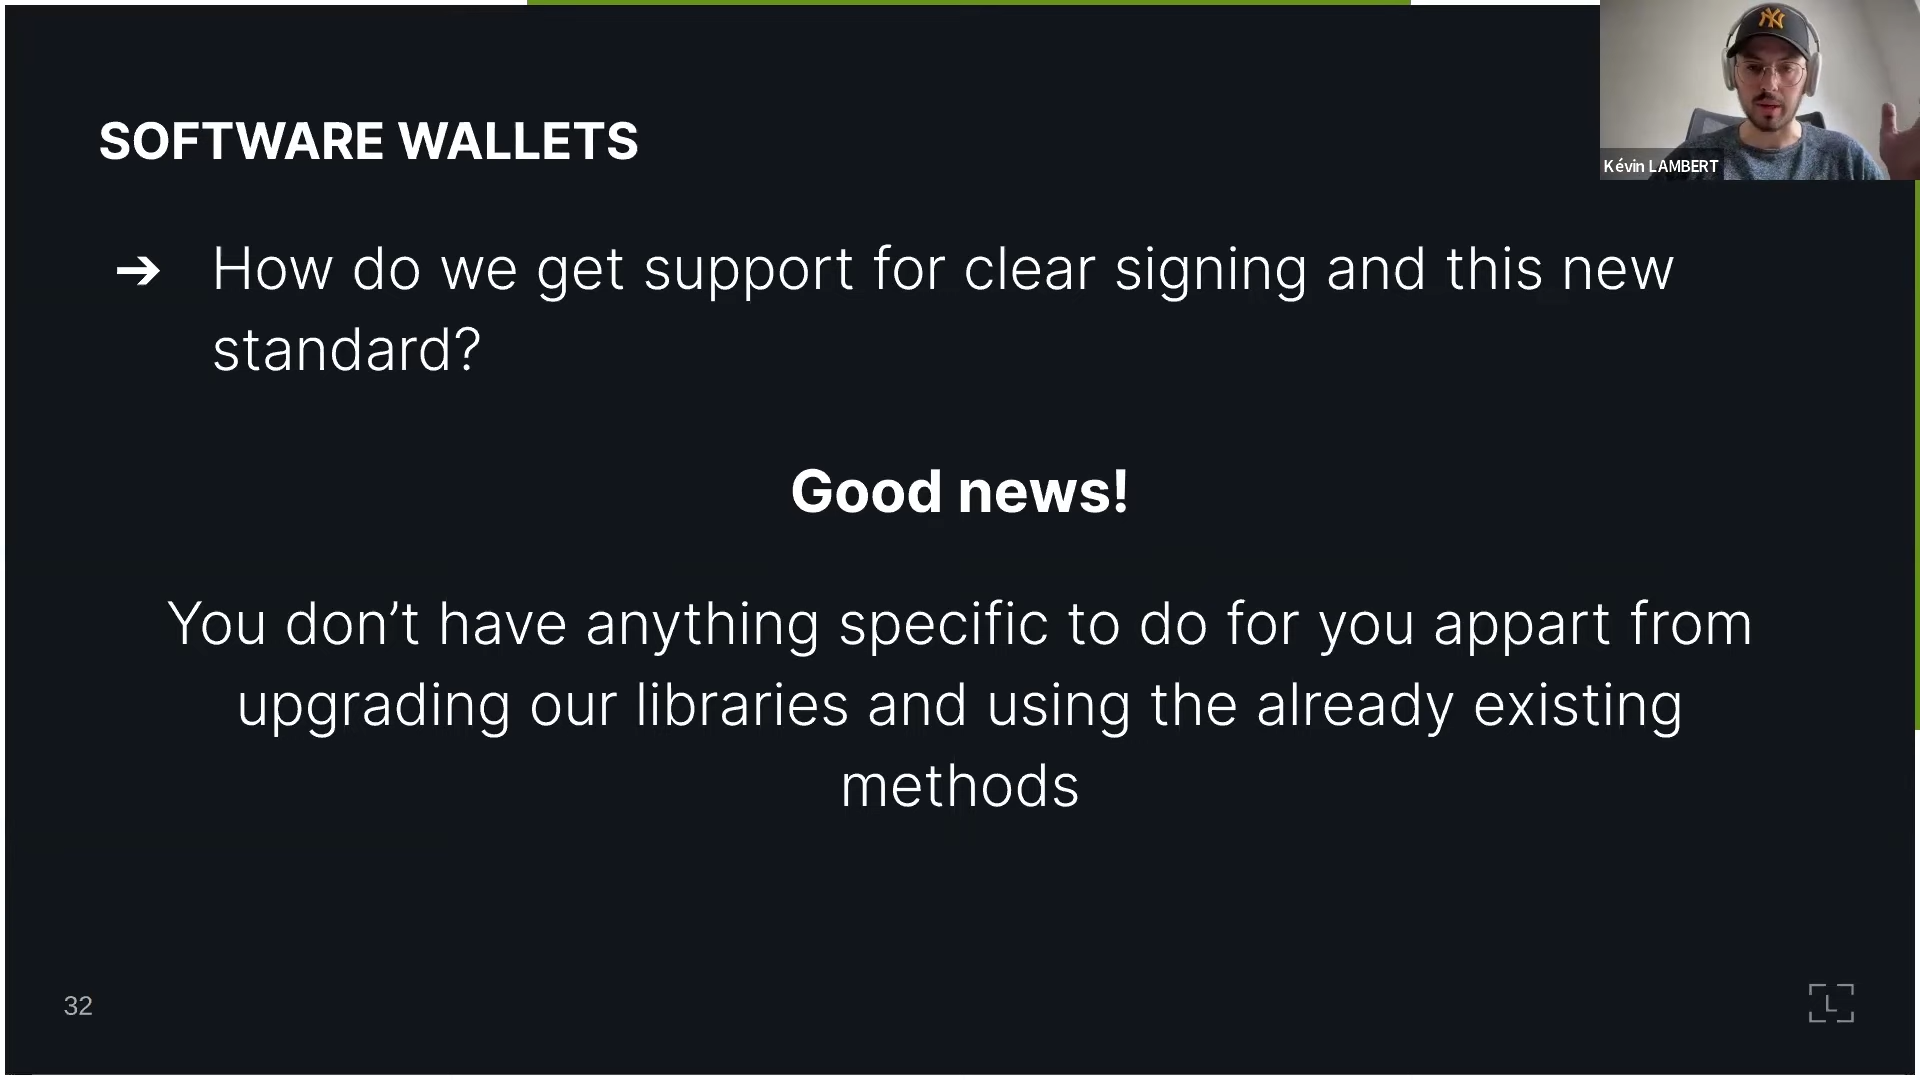 SOFTWARE WALLETS
➔ How do we get support for clear signing and this new
standard?
Good news!
You don’t have anything specific to do for you appart from
upgrading our libraries and using the already existing
methods
32
L
Kévin LAMBERT
NY